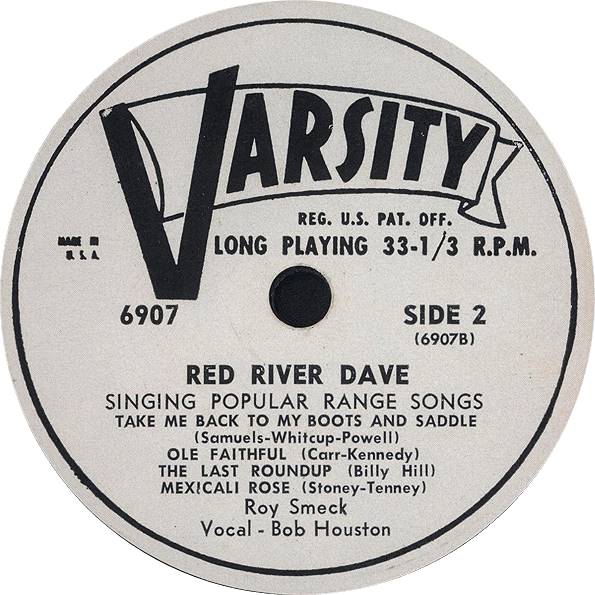 VARSITY
REG. U.S. PAT. OFF.
MADE IN
U.S.A.
LONG PLAYING 33-1/3 R.P.M.
6907
SIDE 2
(6907B)
RED RIVER DAVE
SINGING POPULAR RANGE SONGS
TAKE ME BACK TO MY BOOTS AND SADDLE
(Samuels-Whitcup-Powell)
OLE FAITHFUL (Carr-Kennedy)
THE LAST ROUNDUP (Billy Hill)
MEXICALI ROSE (Stoney-Tenney)
Roy Smeck
Vocal - Bob Houston